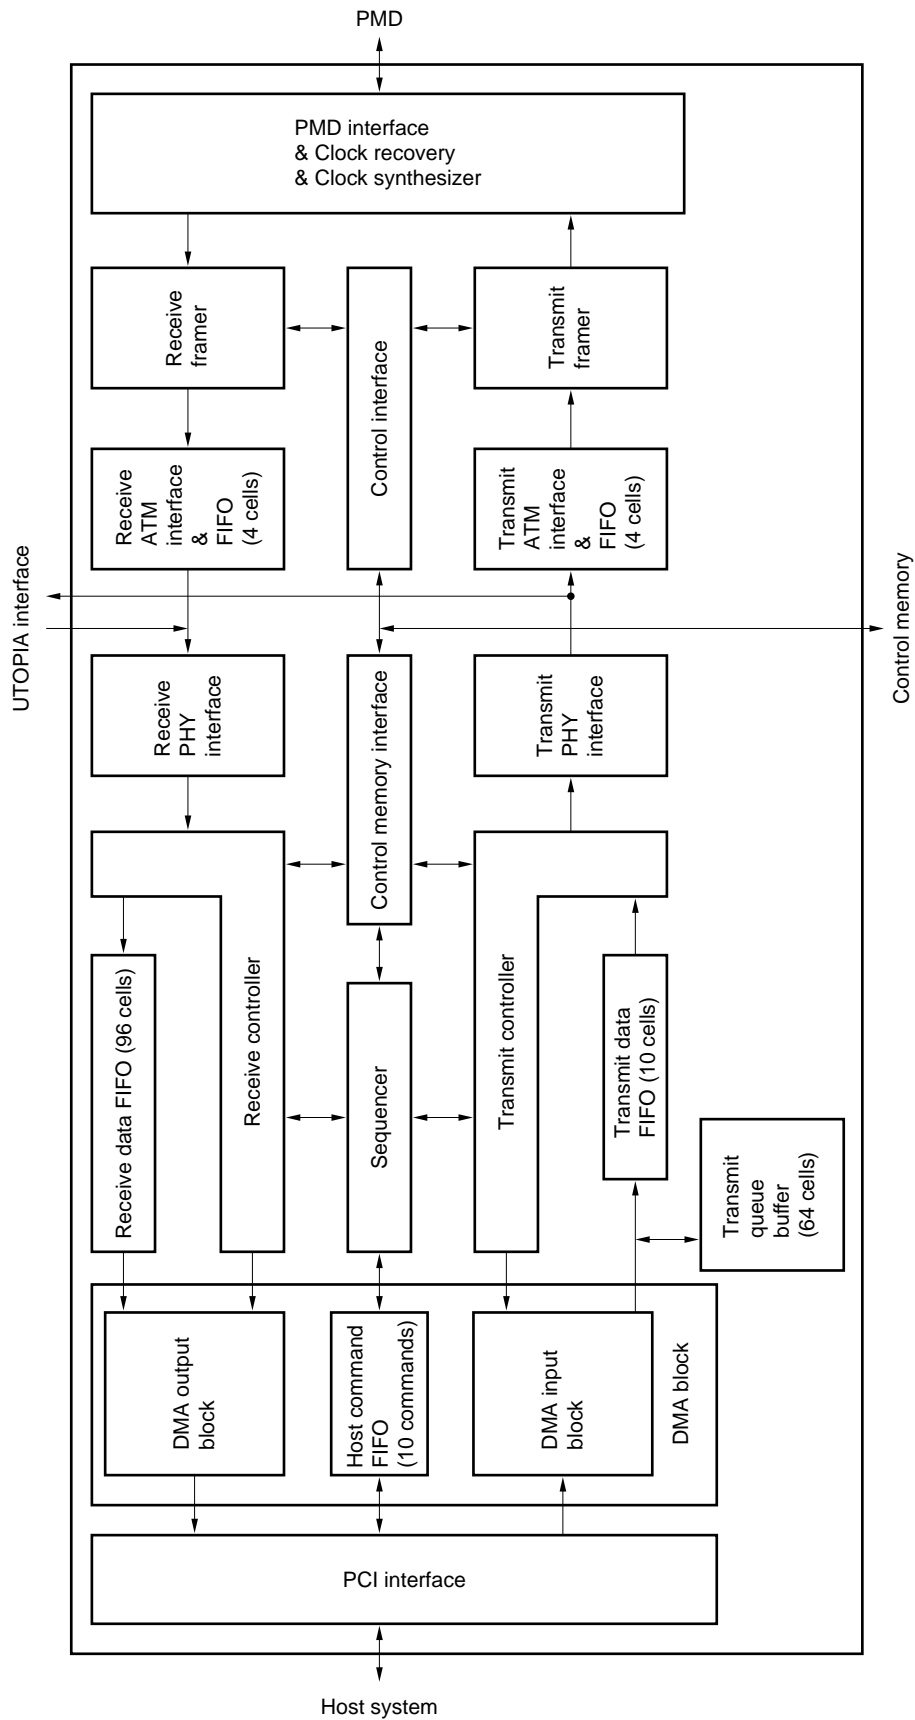 PMD
PMD interface
& Clock recovery
& Clock synthesizer
Receive
framer
Control interface
Transmit
framer
Receive
ATM
interface
&
FIFO
(4 cells)
Transmit
ATM
interface
&
FIFO
(4 cells)
UTOPIA interface
Control memory
Receive
PHY
interface
Control memory interface
Transmit
PHY
interface
Receive data FIFO (96 cells)
Receive controller
Sequencer
Transmit controller
Transmit data
FIFO (10 cells)
Transmit
queue
buffer
(64 cells)
DMA output
block
Host command
FIFO
(10 commands)
DMA input
block
DMA block
PCI interface
Host system